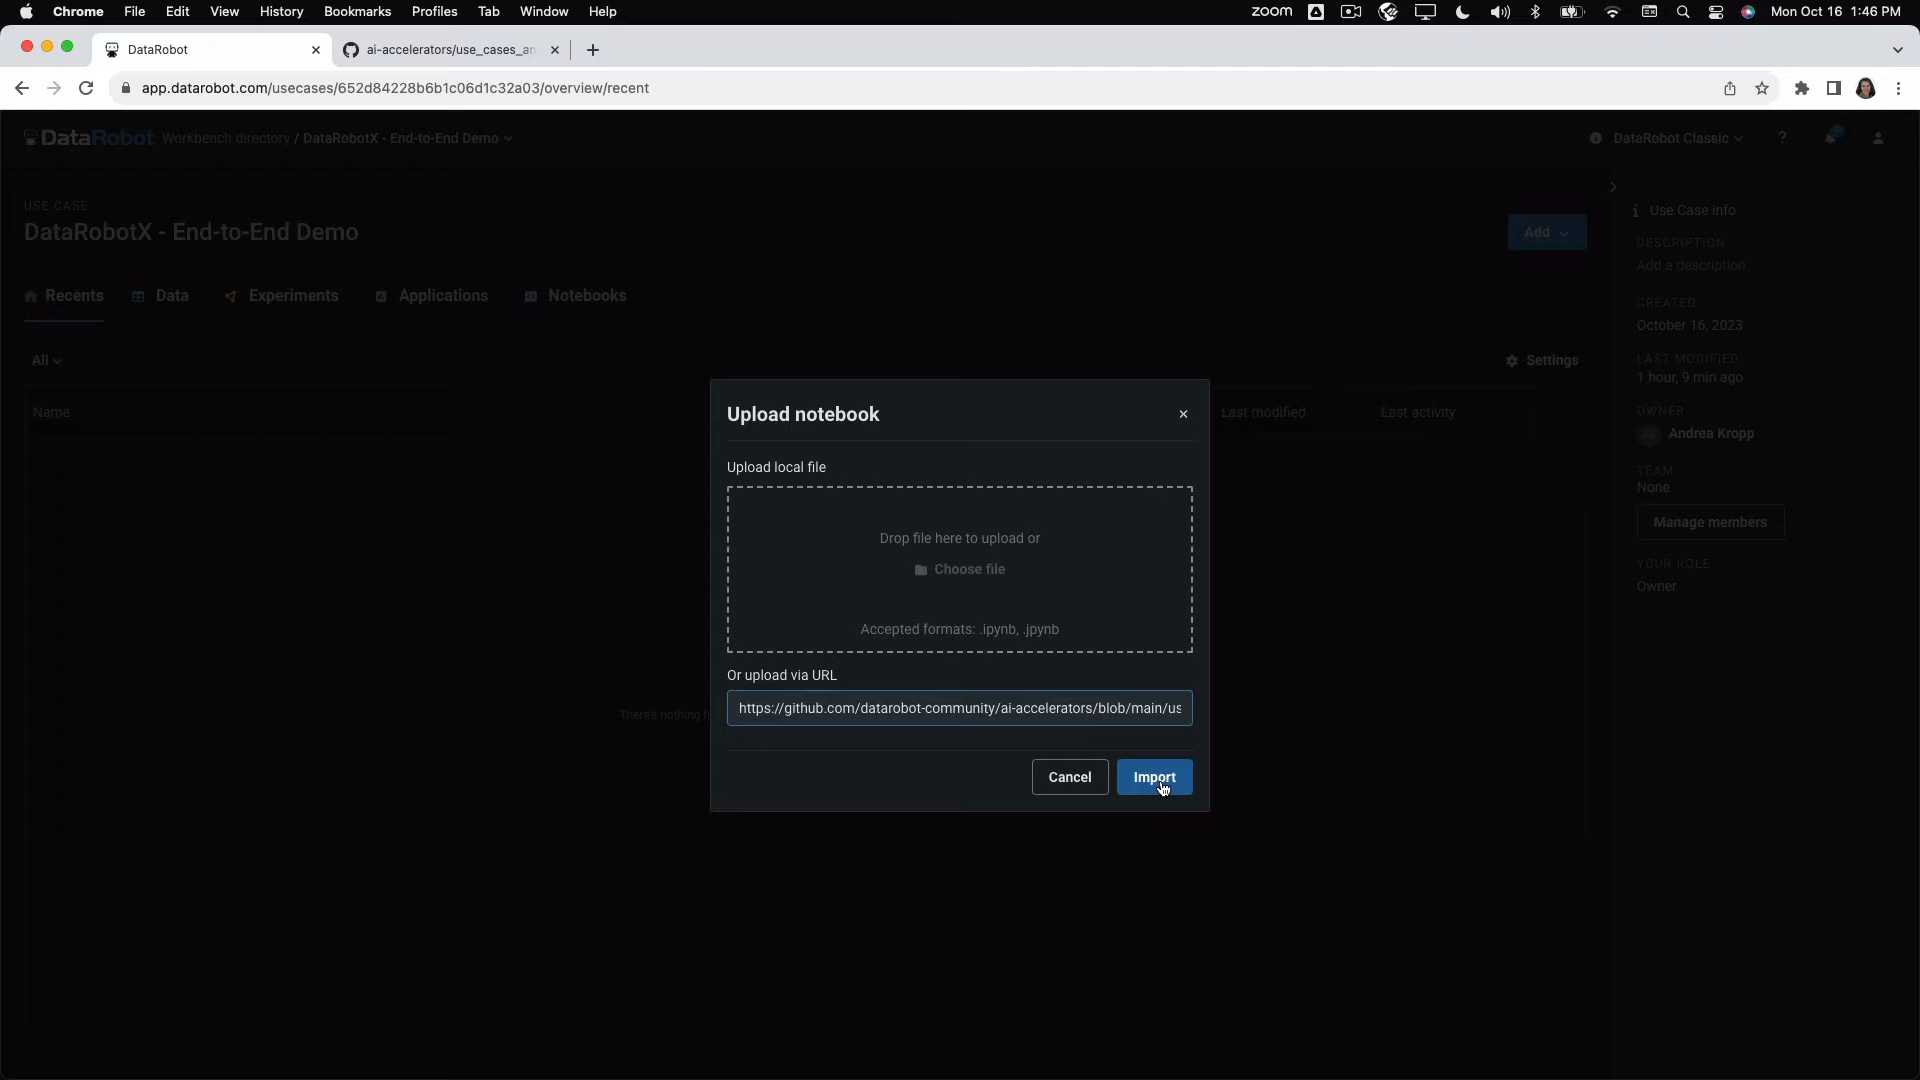 Chrome File Edit View History Bookmarks Profiles Tab Window Help
zoom Mon Oct 16 1:46 PM
DataRobot
ai-accelerators/use_cases_an
app.datarobot.com/usecases/652d84228b6b1c06d1c32a03/overview/recent
DataRobot Workbench directory / DataRobotX - End-to-End Demo
DataRobot Classic
USE CASE
DataRobotX - End-to-End Demo
Add
Recents Data Experiments Applications Notebooks
All
Settings
Name
Last modified
Last activity
There's nothing
Upload notebook
Upload local file
Drop file here to upload or
Choose file
Accepted formats: .ipynb, .jpynb
Or upload via URL
https://github.com/datarobot-community/ai-accelerators/blob/main/us
Cancel
Import
Use Case info
DESCRIPTION
Add a description
CREATED
October 16, 2023
LAST MODIFIED
1 hour, 9 min ago
OWNER
Andrea Kropp
TEAM
None
Manage members
YOUR ROLE
Owner